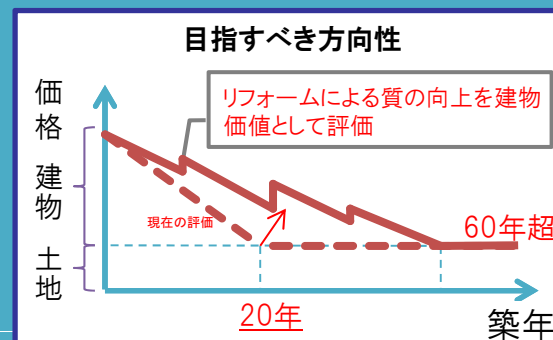 目指すべき方向性
価格
リフォームによる質の向上を建物
価値として評価
建物
現在の評価
60年超
土地
20年
築年